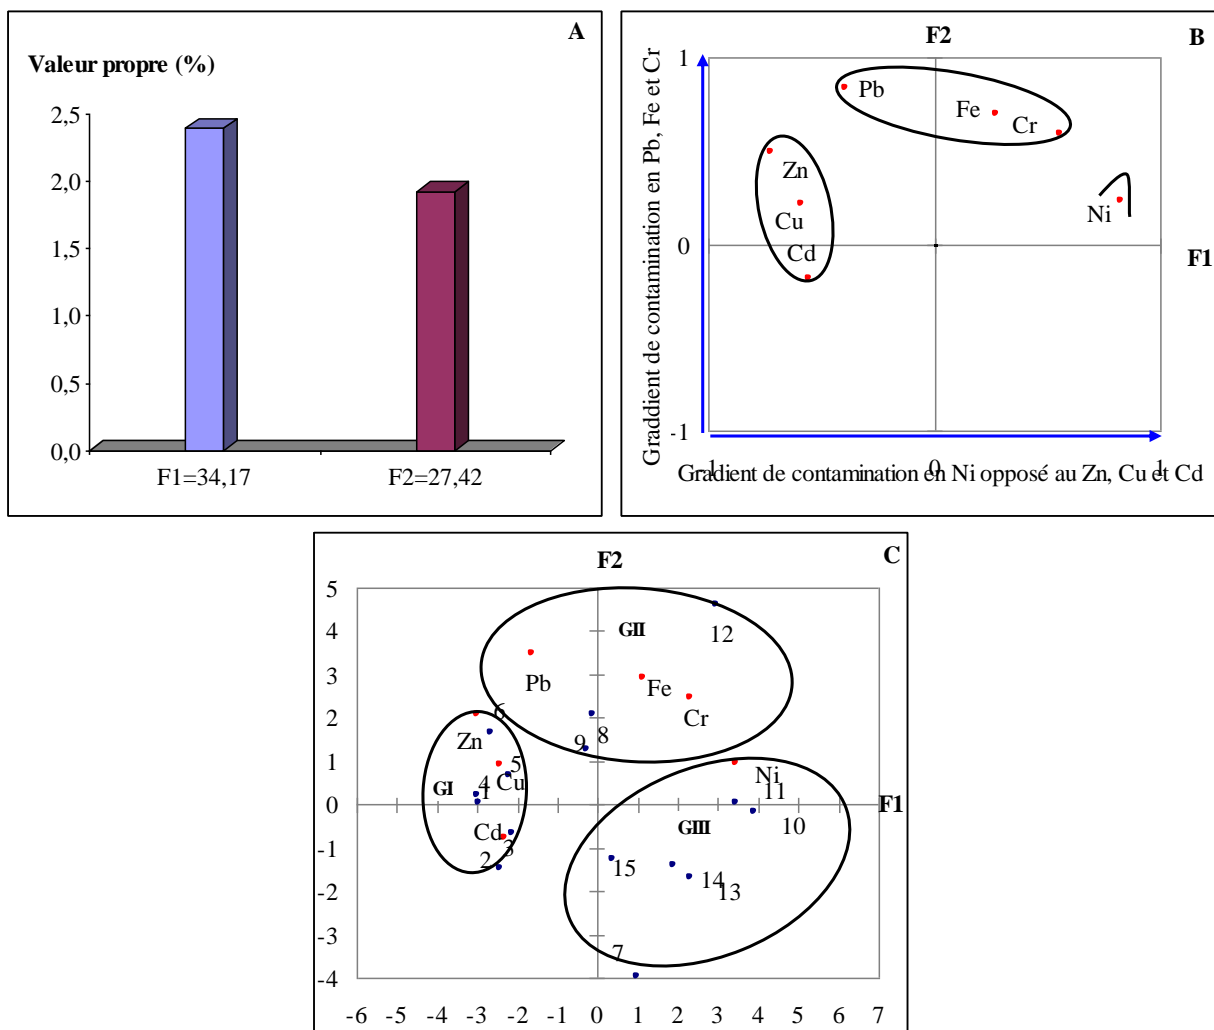 A
Valeur propre (%)
2,5
2,0
1,5
1,0
0,5
0,0
F1=34,17 F2=27,42
B
F2
Graddient de contamination en Pb, Fe et Cr
1
0
-1
Pb
Fe
Cr
Zn
Cu
Cd
Ni
F1
-1 0 1
Gradient de contamination en Ni opposé au Zn, Cu et Cd
C
F2
5
4
3
2
1
0
-1
-2
-3
-4
GII
12
Pb
Fe
Cr
6
8
9
Zn
5
4
Cu
1
GI
Cd
3
2
Ni
11
F1
10
GIII
15
14
13
7
-6 -5 -4 -3 -2 -1 0 1 2 3 4 5 6 7